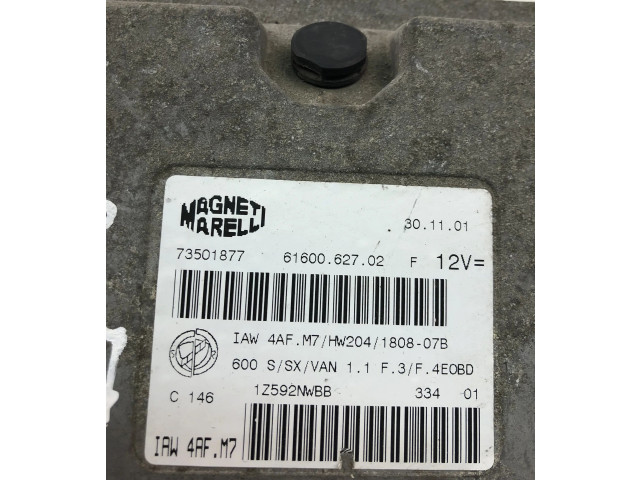 MAGNETI
MARELLI
30.11.01
73501877 61600.627.02 F 12V=
IAW 4AF.M7/HW204/1808-07B
600 S/SX/VAN 1.1 F.3/F.4EOBD
C 146 1Z592NWBB 334 01
IAW 4AF.M7